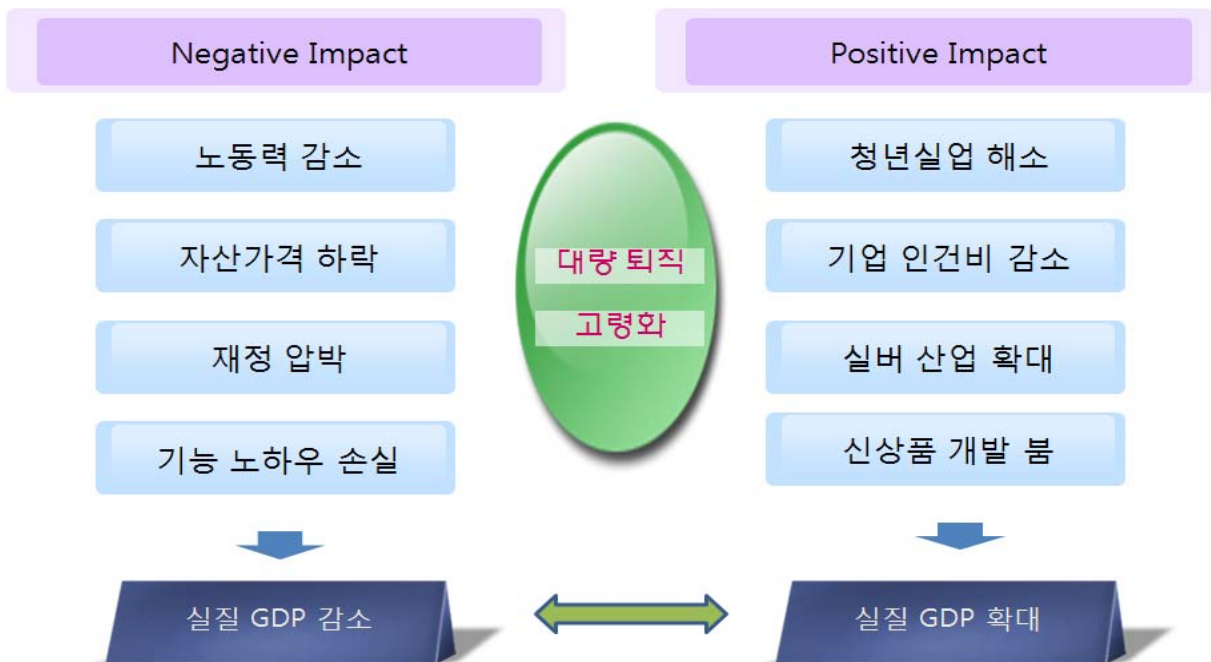 Negative Impact
Positive Impact
노동력 감소
자산가격 하락
재정 압박
기능 노하우 손실
대량 퇴직
고령화
청년실업 해소
기업 인건비 감소
실버 산업 확대
신상품 개발 붐
실질 GDP 감소
실질 GDP 확대